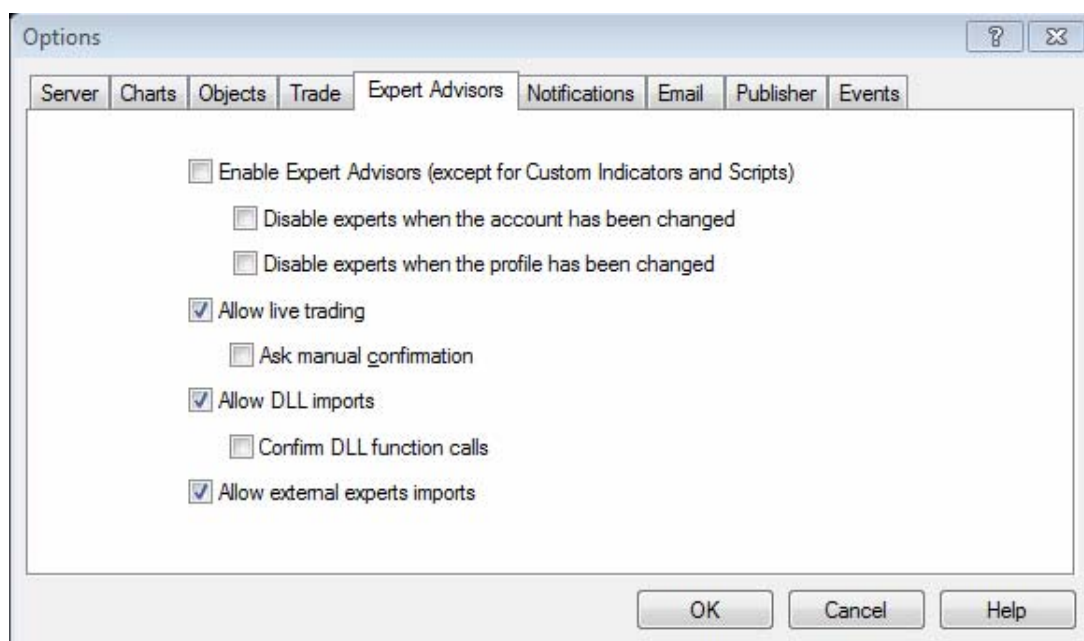 Options
Server Charts Objects Trade Expert Advisors Notifications Email Publisher Events
Enable Expert Advisors (except for Custom Indicators and Scripts)
Disable experts when the account has been changed
Disable experts when the profile has been changed
Allow live trading
Ask manual confirmation
Allow DLL imports
Confirm DLL function calls
Allow external experts imports
OK Cancel Help